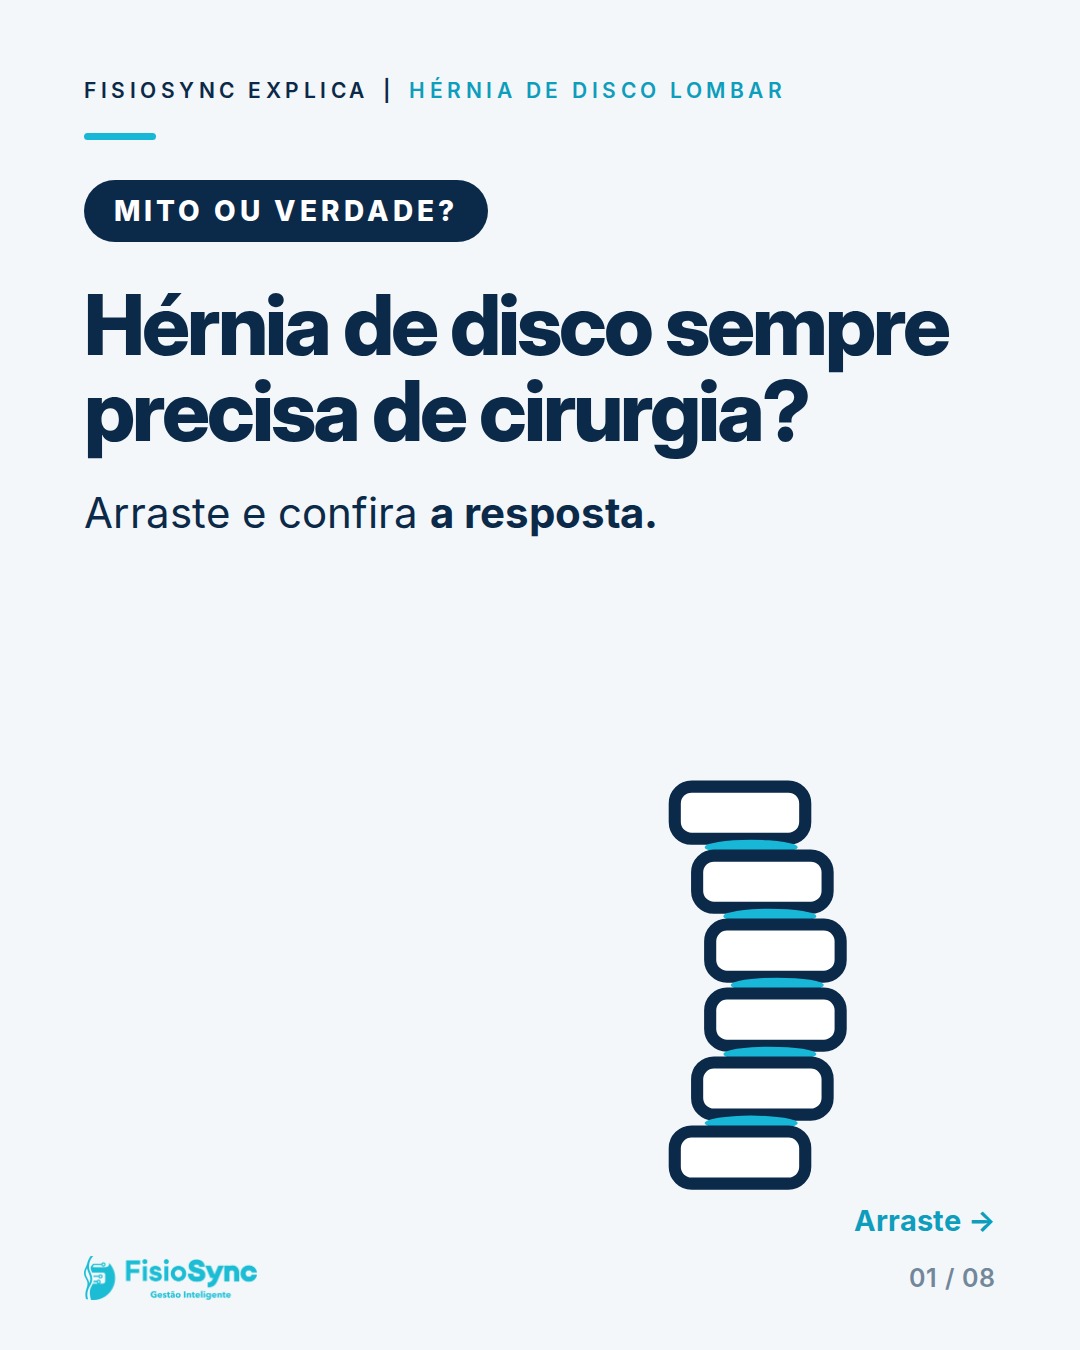 FISIOSYNC EXPLICA | HÉRNIA DE DISCO LOMBAR
MITO OU VERDADE?
Hérnia de disco sempre
precisa de cirurgia?
Arraste e confira a resposta.
Arraste →
FisioSync
Gestão Inteligente
01 / 08